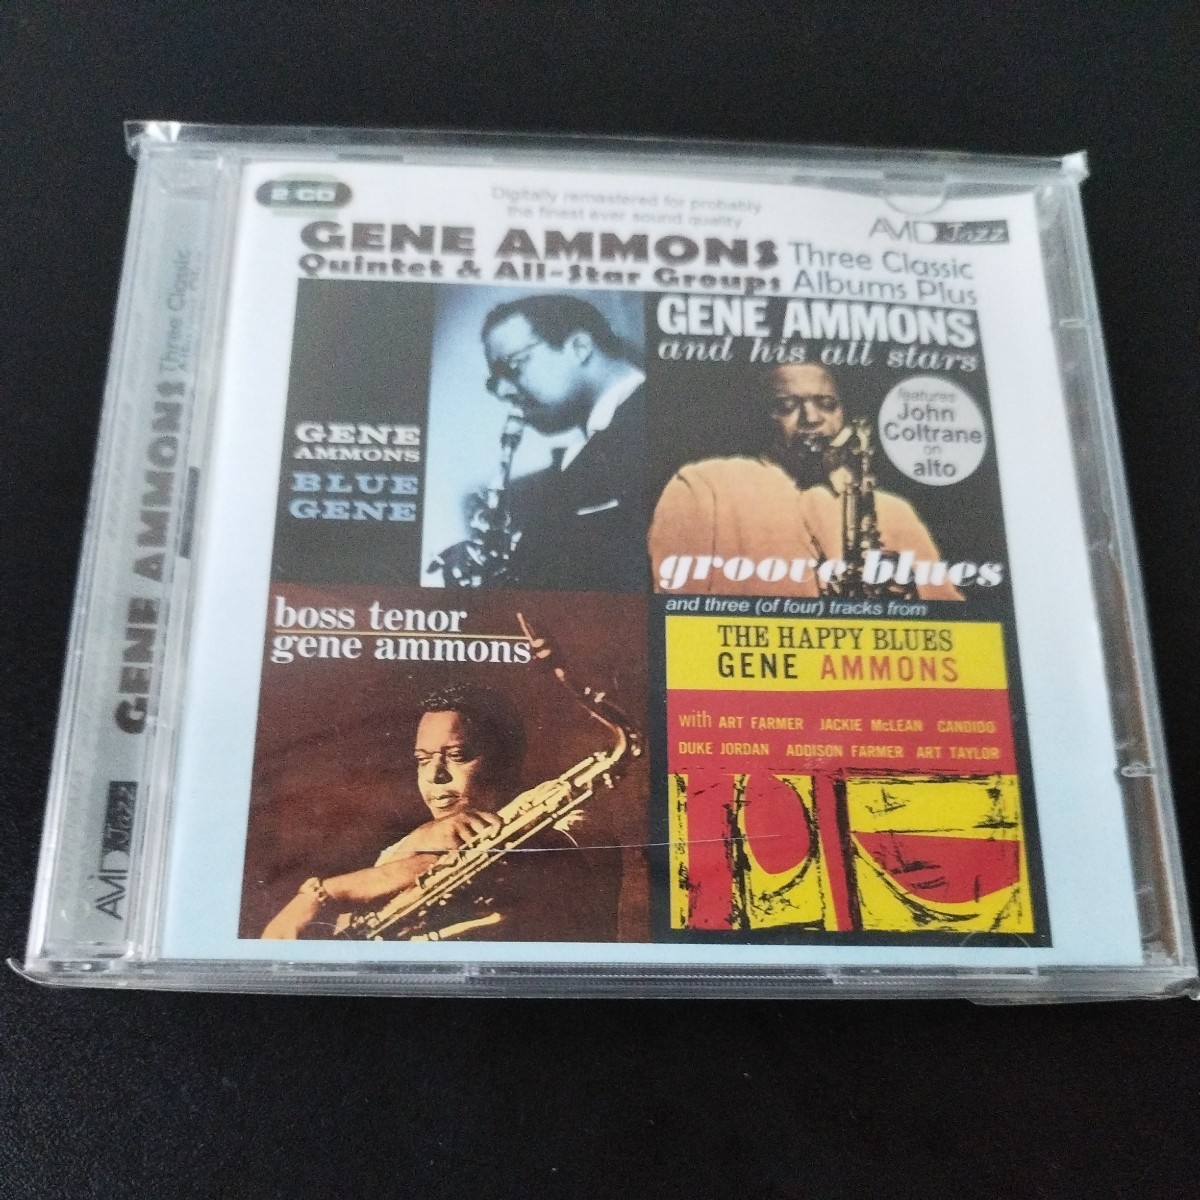 2 CD
Digitally remastered for probably
the finest ever sound quality
AVID Jazz
GENE AMMONS
Quintet & All-Star Groups
Three Classic
Albums Plus
GENE
AMMONS
BLUE
GENE
GENE AMMONS
and his all stars
features
John
Coltrane
on
alto
groove blues
boss tenor
gene ammons
and three (of four) tracks from
THE HAPPY BLUES
GENE AMMONS
with ART FARMER JACKIE McLEAN CANDIDO
DUKE JORDAN ADDISON FARMER ART TAYLOR
GENE AMMONS
Three Classic
AVID Jazz